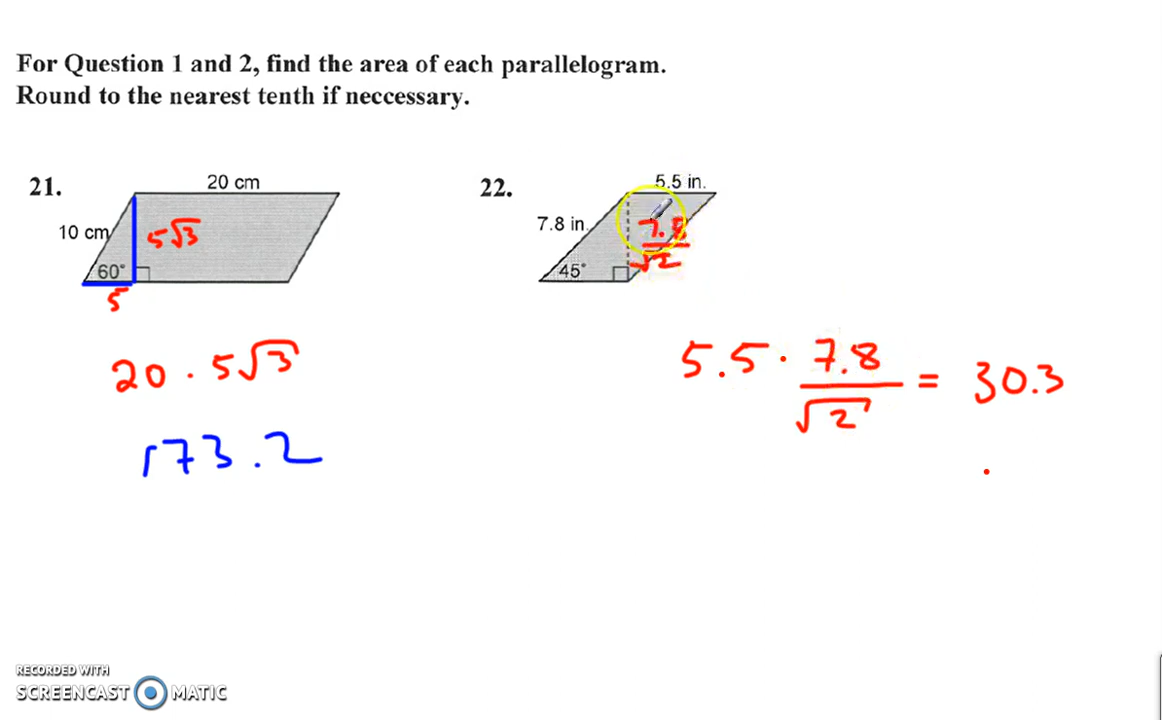 For Question 1 and 2, find the area of each parallelogram.
Round to the nearest tenth if neccessary.
21.
20 cm
10 cm
5√3
60°
5
20 · 5√3
173.2
22.
5.5 in.
7.8 in.
7.8
√2
45°
5.5 · 7.8/√2 = 30.3
RECORDED WITH
SCREENCAST MATIC